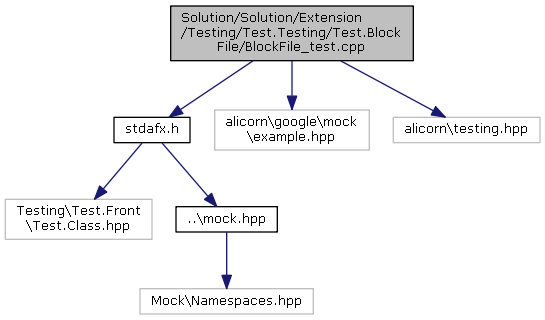 Solution/Solution/Extension
/Testing/Test.Testing/Test.Block
File/BlockFile_test.cpp
stdafx.h
alicorn\google\mock
\example.hpp
alicorn\testing.hpp
Testing\Test.Front
\Test.Class.hpp
..\mock.hpp
Mock\Namespaces.hpp